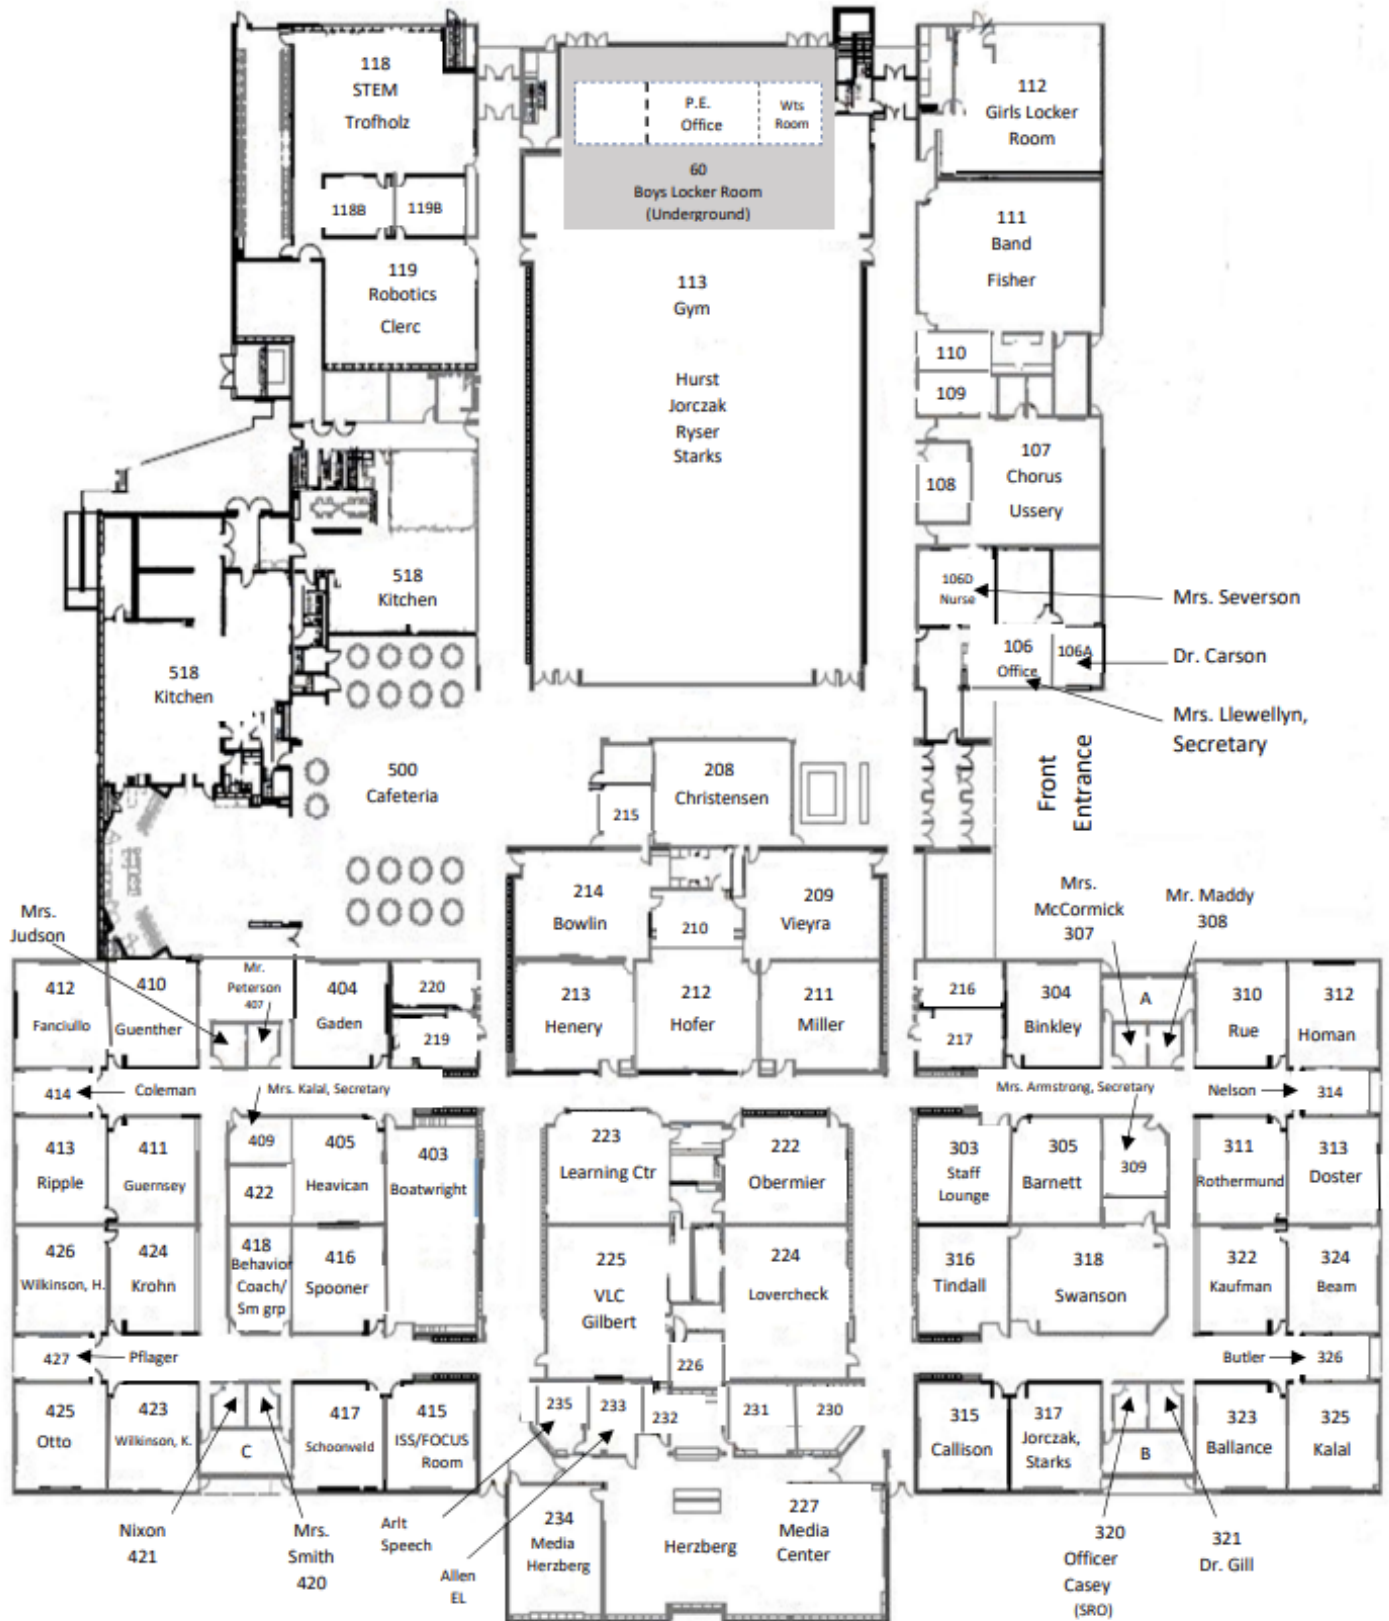 118
STEM
Trofholz
P.E.
Office
Wts
Room
60
Boys Locker Room
(Underground)
112
Girls Locker
Room
118B
119B
119
Robotics
Clerc
113
Gym
Hurst
Jorczak
Ryser
Starks
111
Band
Fisher
110
109
107
Chorus
Ussery
108
518
Kitchen
106D
Nurse
Mrs. Severson
106
Office
106A
Dr. Carson
Mrs. Llewellyn,
Secretary
518
Kitchen
500
Cafeteria
208
Christensen
215
Front
Entrance
214
Bowlin
210
209
Vieyra
Mrs.
McCormick
307
Mr. Maddy
308
Mrs.
Judson
412
Fanciullo
410
Guenther
Mr.
Peterson
407
404
Gaden
220
219
213
Henery
212
Hofer
211
Miller
216
217
304
Binkley
A
310
Rue
312
Homan
414
Coleman
Mrs. Kalal, Secretary
Mrs. Armstrong, Secretary
Nelson
314
413
Ripple
411
Guernsey
409
422
405
Heavican
403
Boatwright
223
Learning Ctr
222
Obermier
303
Staff
Lounge
305
Barnett
309
311
Rothermund
313
Doster
426
Wilkinson, H.
424
Krohn
418
Behavior
Coach/
Sm grp
416
Spooner
225
VLC
Gilbert
224
Lovercheck
316
Tindall
318
Swanson
322
Kaufman
324
Beam
427
Pflager
226
Butler
326
425
Otto
423
Wilkinson, K.
C
417
Schoonveld
415
ISS/FOCUS
Room
235
233
232
231
230
315
Callison
317
Jorczak,
Starks
B
323
Ballance
325
Kalal
Nixon
421
Mrs.
Smith
420
Arlt
Speech
Allen
EL
234
Media
Herzberg
Herzberg
227
Media
Center
320
Officer
Casey
(SRO)
321
Dr. Gill